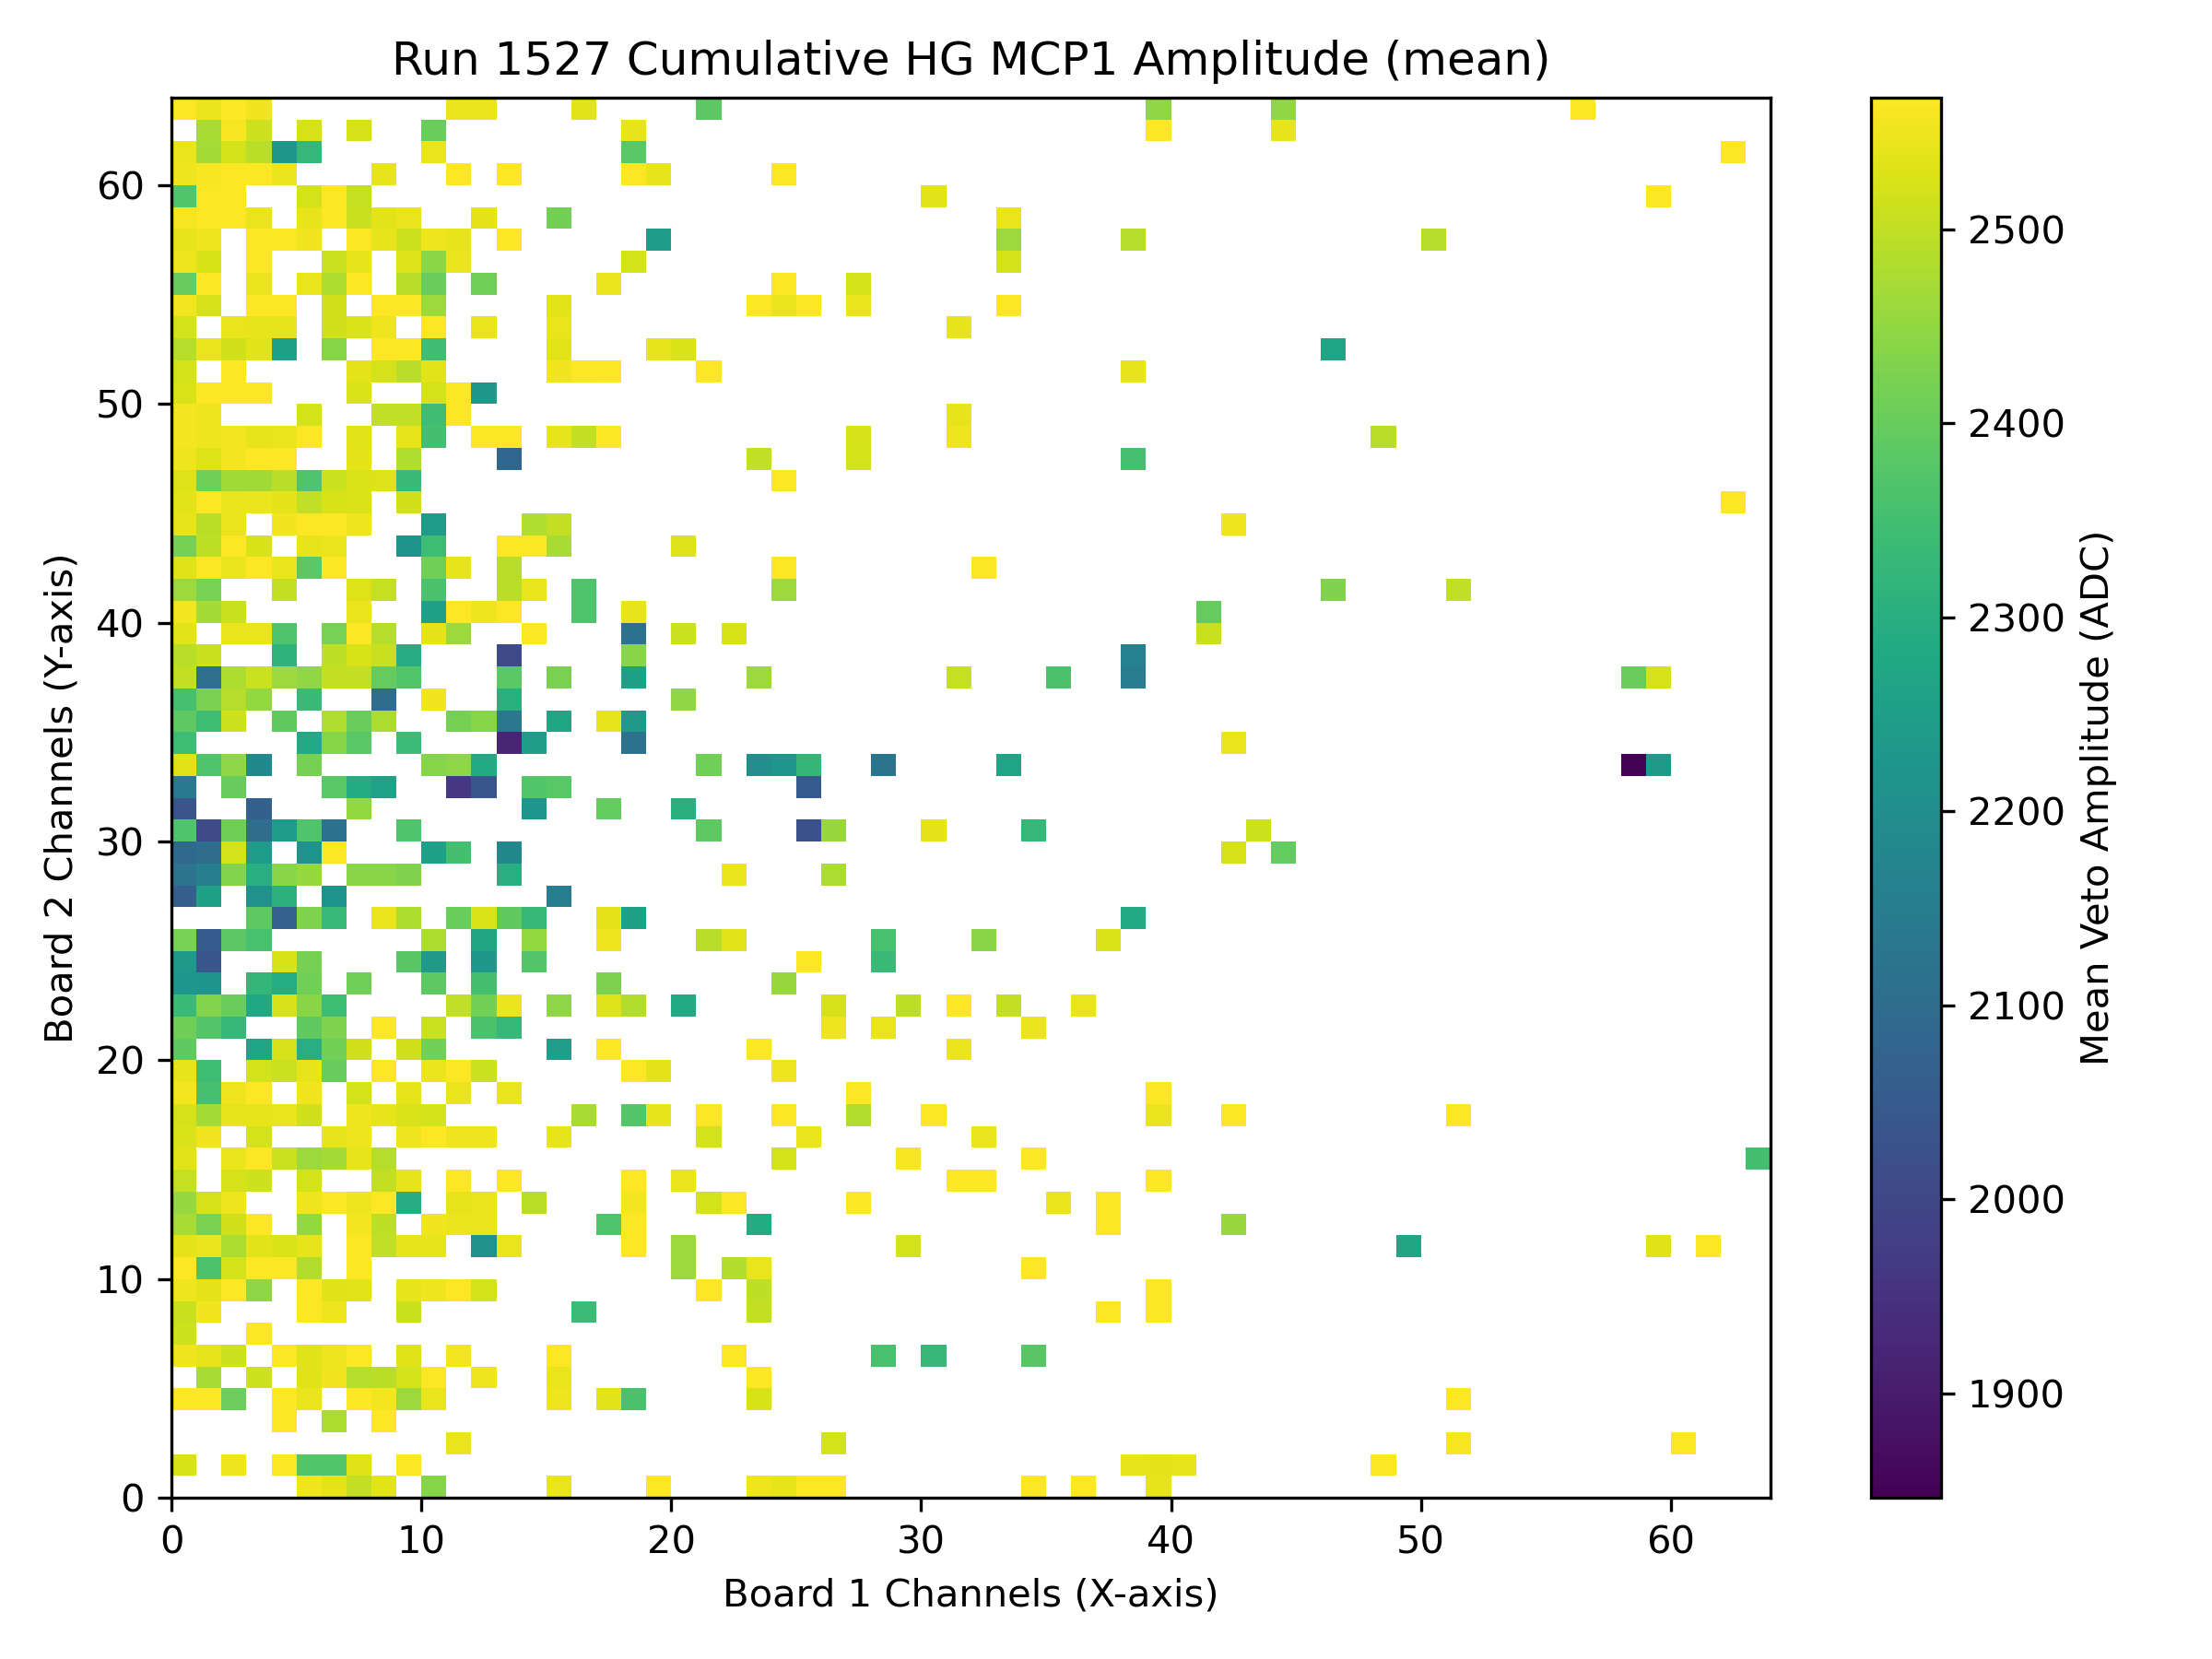 Run 1527 Cumulative HG MCP1 Amplitude (mean)
Board 2 Channels (Y-axis)
60
50
40
30
20
10
0
0 10 20 30 40 50 60
Board 1 Channels (X-axis)
2500
2400
2300
2200
2100
2000
1900
Mean Veto Amplitude (ADC)